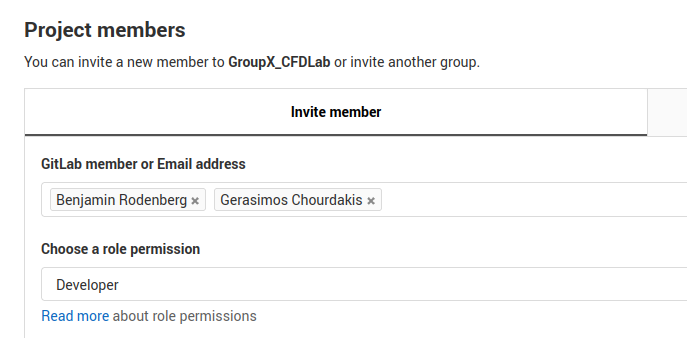 Project members
You can invite a new member to GroupX_CFDLab or invite another group.
Invite member
GitLab member or Email address
Benjamin Rodenberg × Gerasimos Chourdakis ×
Choose a role permission
Developer
Read more about role permissions